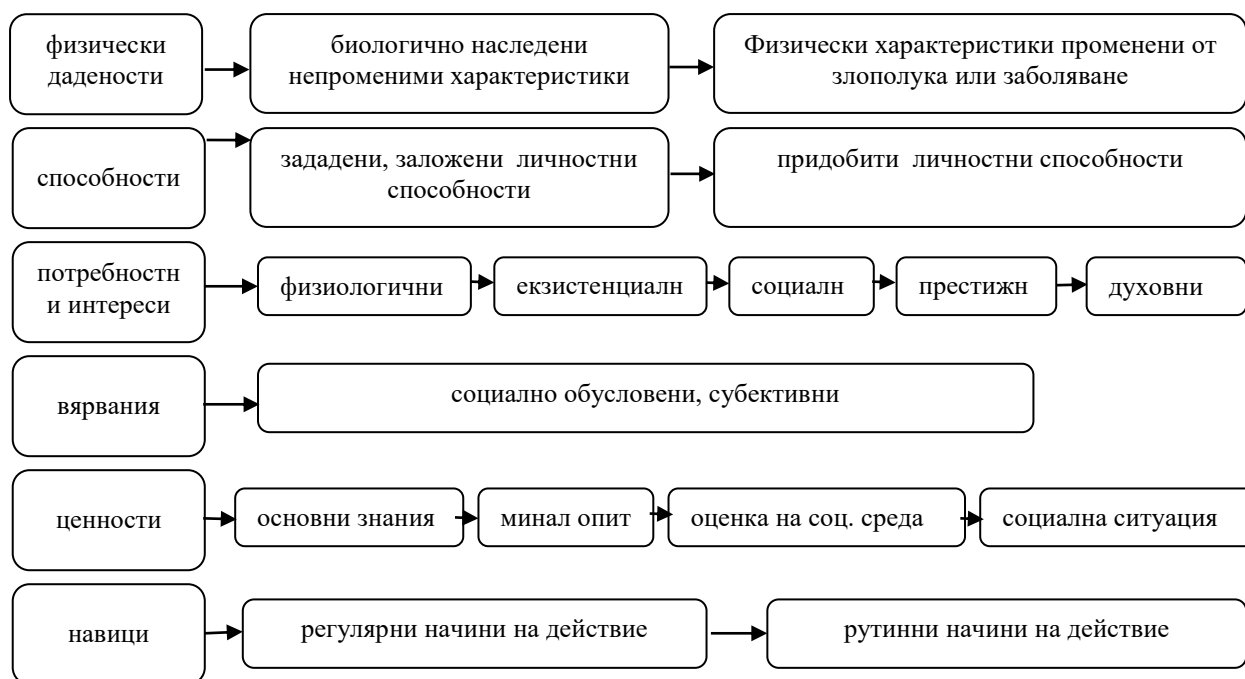 физически
дадености
биологично наследени
непроменими характеристики
Физически характеристики променени от
злополука или заболяване
способности
зададени, заложени личностни
способности
придобити личностни способности
потребностн
и интереси
физиологични
екзистенциалн
социалн
престижн
духовни
вярвания
социално обусловени, субективни
ценности
основни знания
минал опит
оценка на соц. среда
социална ситуация
навици
регулярни начини на действие
рутинни начини на действие